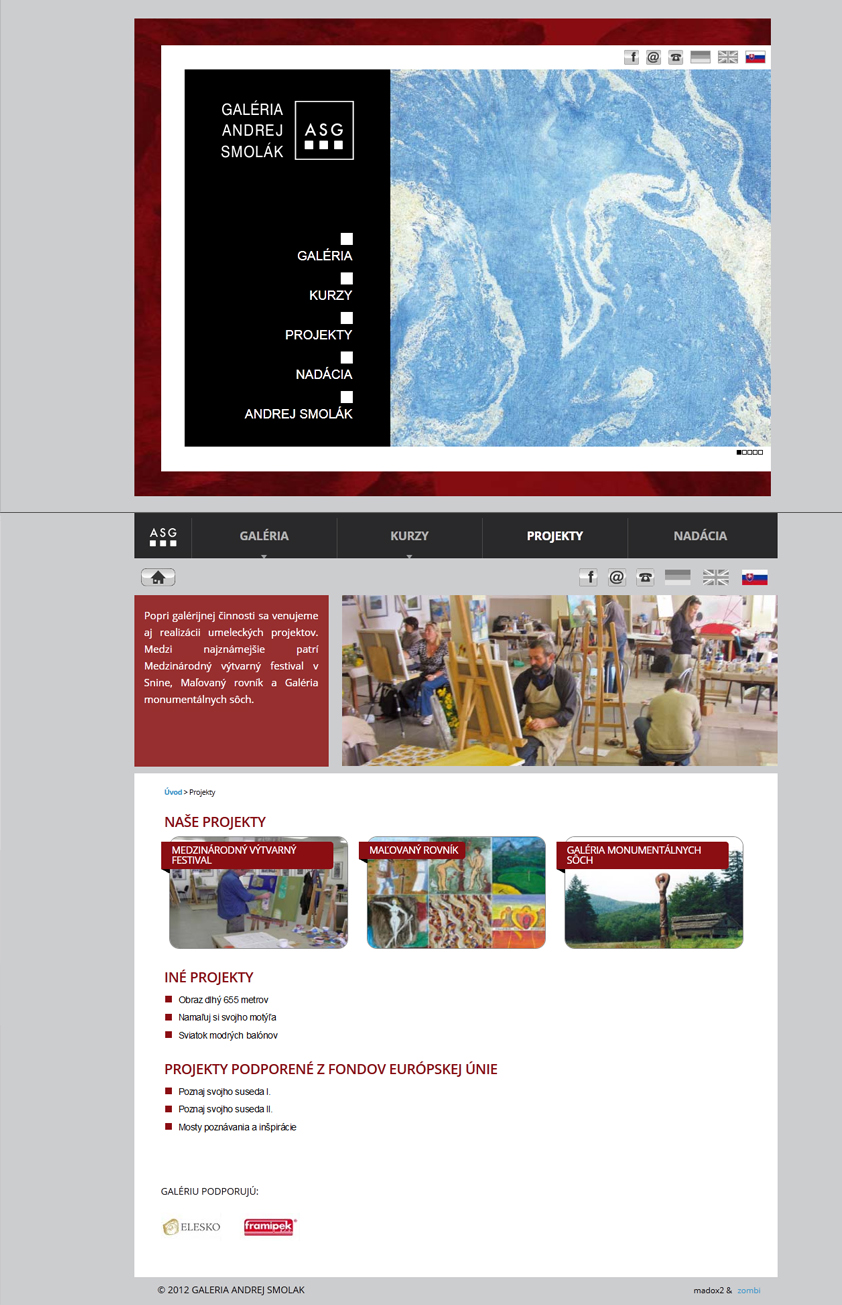 GALÉRIA
ANDREJ
SMOLÁK
ASG
GALÉRIA
KURZY
PROJEKTY
NADÁCIA
ANDREJ SMOLÁK
ASG
GALÉRIA
KURZY
PROJEKTY
NADÁCIA
Popri galérijnej činnosti sa venujeme
aj realizácii umeleckých projektov.
Medzi najznámejšie patrí
Medzinárodný výtvarný festival v
Snine, Maľovaný rovník a Galéria
monumentálnych sôch.
Úvod > Projekty
NAŠE PROJEKTY
MEDZINÁRODNÝ VÝTVARNÝ
FESTIVAL
MAĽOVANÝ ROVNÍK
GALÉRIA MONUMENTÁLNYCH
SÔCH
INÉ PROJEKTY
Obraz dlhý 655 metrov
Namaľuj si svojho motýľa
Sviatok modrých balónov
PROJEKTY PODPORENÉ Z FONDOV EURÓPSKEJ ÚNIE
Poznaj svojho suseda I.
Poznaj svojho suseda II.
Mosty poznávania a inšpirácie
GALÉRIU PODPORUJÚ:
ELESKO
framipek®
© 2012 GALERIA ANDREJ SMOLAK
madox2 & zombi